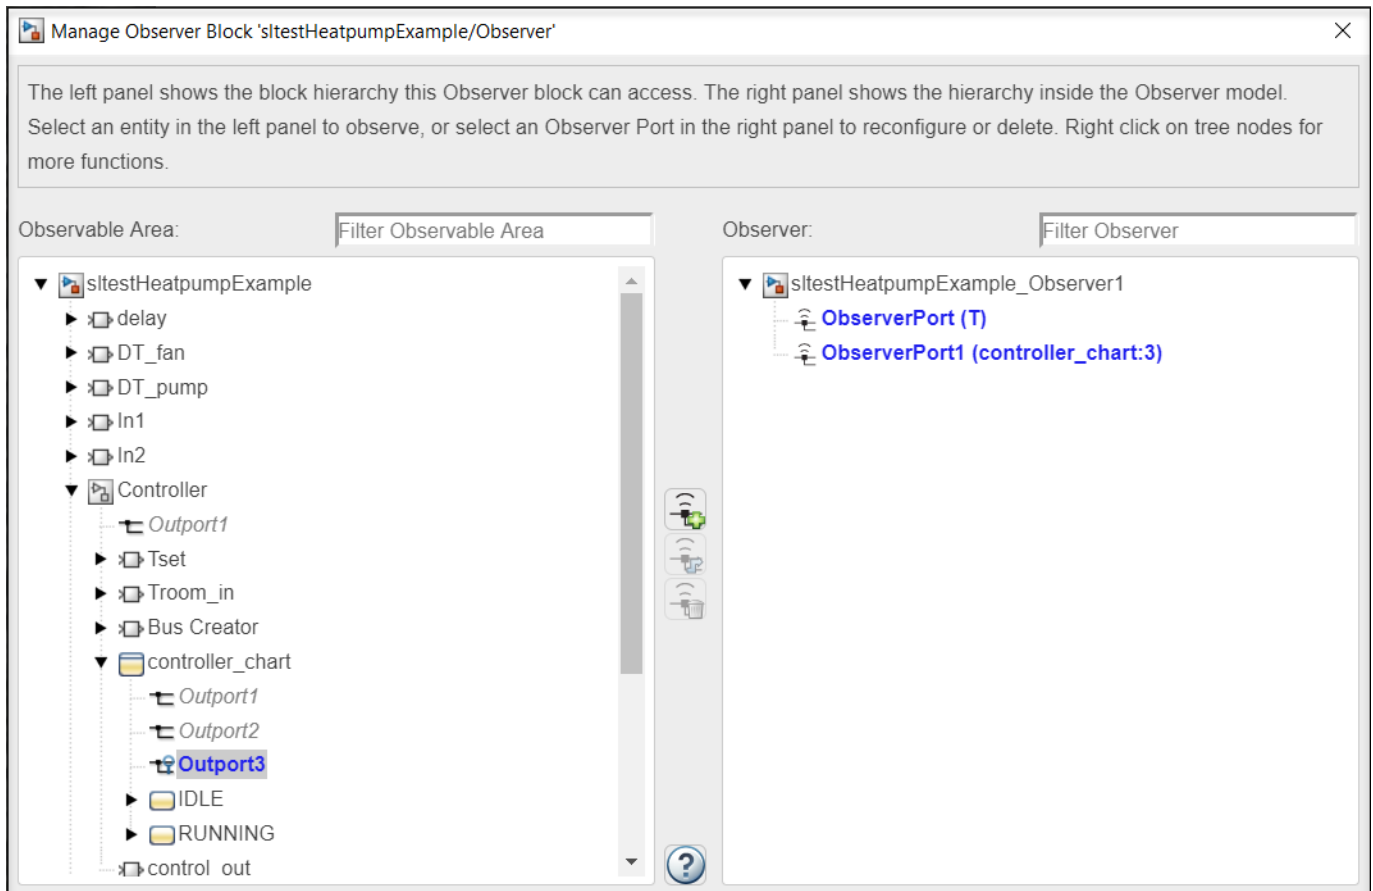 Manage Observer Block 'sltestHeatpumpExample/Observer'
The left panel shows the block hierarchy this Observer block can access. The right panel shows the hierarchy inside the Observer model.
Select an entity in the left panel to observe, or select an Observer Port in the right panel to reconfigure or delete. Right click on tree nodes for
more functions.
Observable Area:
Filter Observable Area
sltestHeatpumpExample
delay
DT_fan
DT_pump
In1
In2
Controller
Outport1
Tset
Troom_in
Bus Creator
controller_chart
Outport1
Outport2
Outport3
IDLE
RUNNING
control_out
Observer:
Filter Observer
sltestHeatpumpExample_Observer1
ObserverPort (T)
ObserverPort1 (controller_chart:3)
?